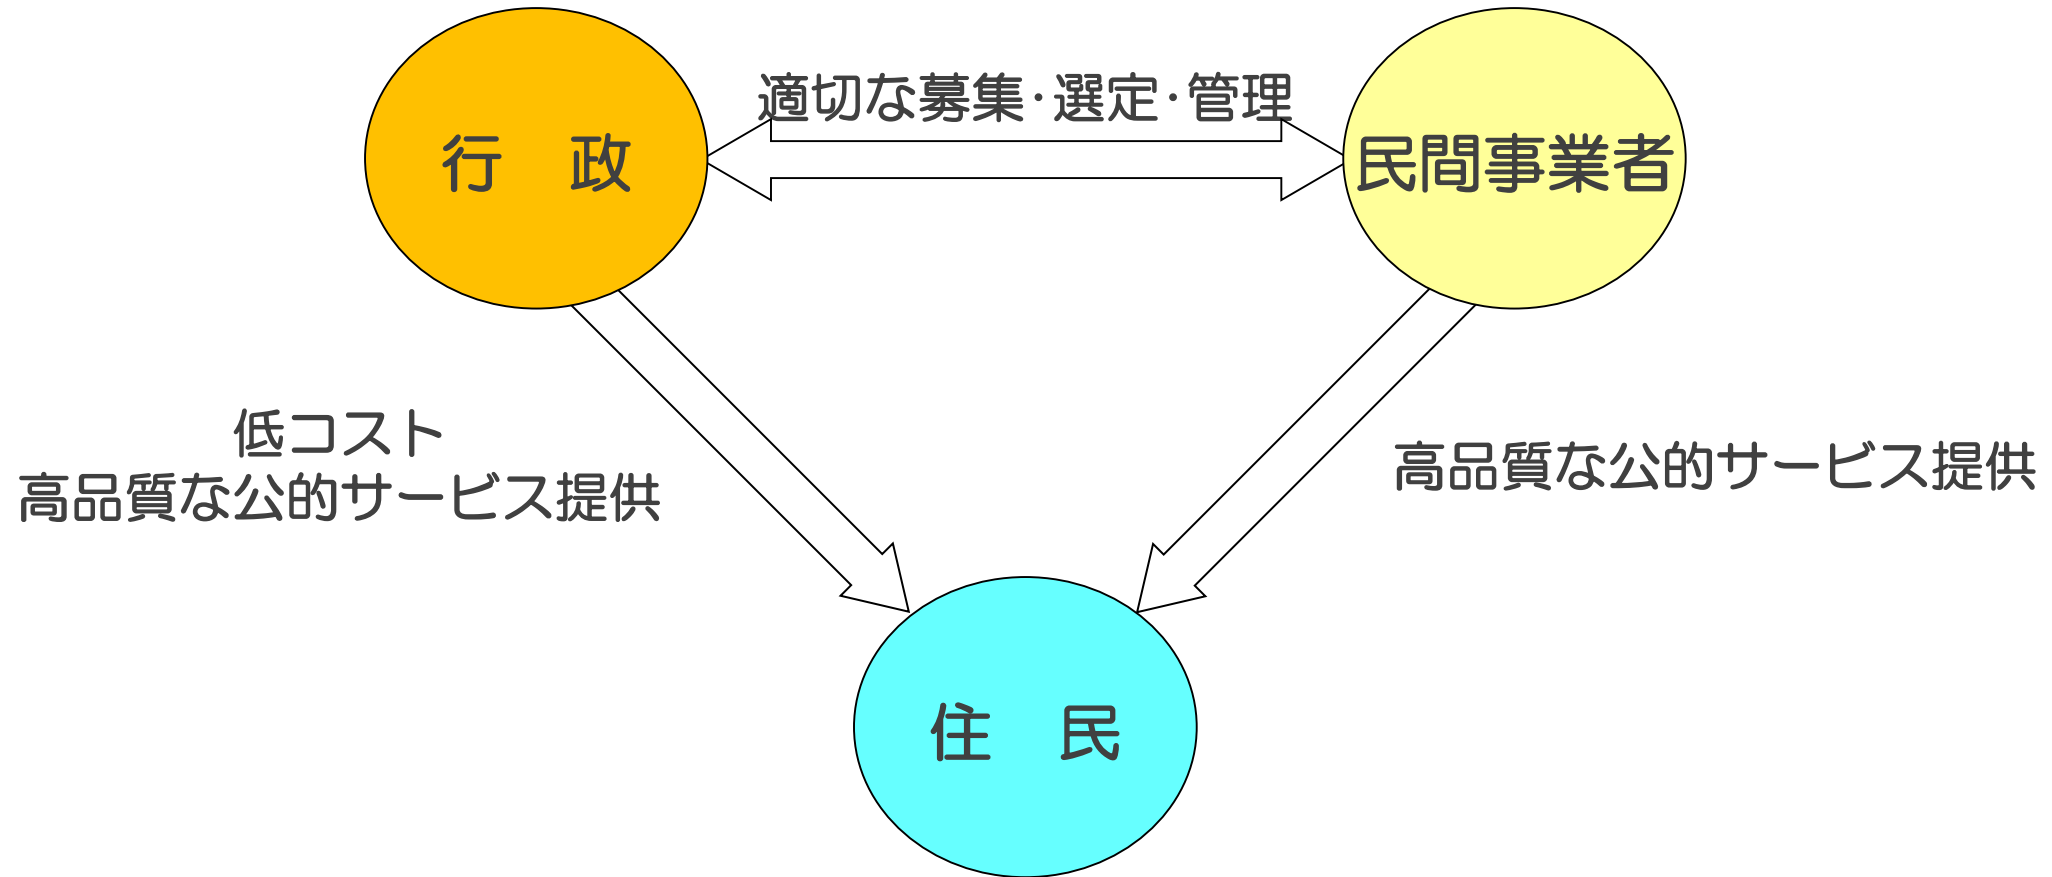 適切な募集･選定･管理
行　政
民間事業者
低コスト
高品質な公的サービス提供
高品質な公的サービス提供
住　民